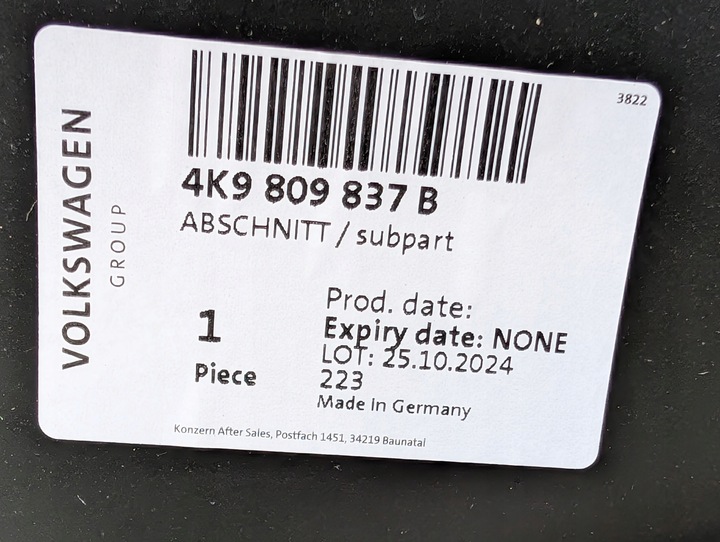 3822
VOLKSWAGEN
GROUP
4K9 809 837 B
ABSCHNITT / subpart
1
Piece
Prod. date:
Expiry date: NONE
LOT: 25.10.2024
223
Made in Germany
Konzern After Sales, Postfach 1451, 34219 Baunatal